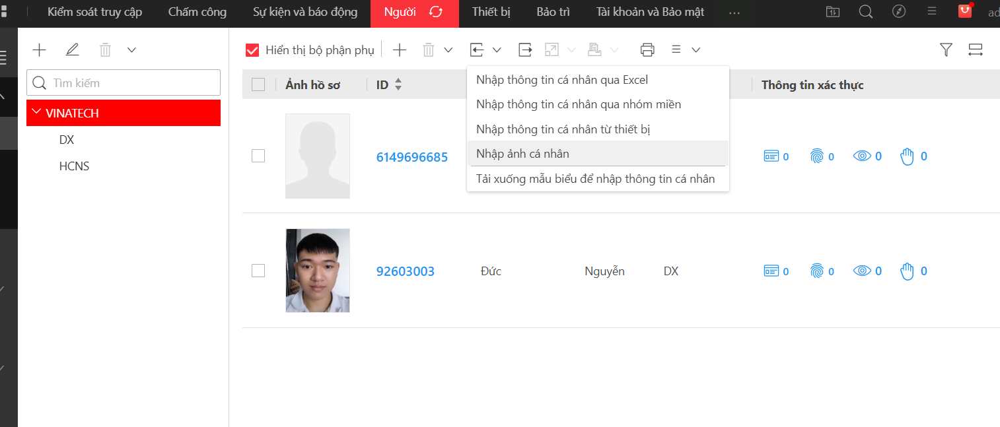 Kiểm soát truy cập Chấm công Sự kiện và báo động Người Thiết bị Bảo trì Tài khoản và Bảo mật ... ad
Hiển thị bộ phận phụ
Tìm kiếm
VINATECH
DX
HCNS
Ảnh hồ sơ ID Thông tin xác thực
Nhập thông tin cá nhân qua Excel
Nhập thông tin cá nhân qua nhóm miền
Nhập thông tin cá nhân từ thiết bị
Nhập ảnh cá nhân
Tải xuống mẫu biểu để nhập thông tin cá nhân
6149696685 0 0 0 0
92603003 Đức Nguyễn DX 0 0 0 0